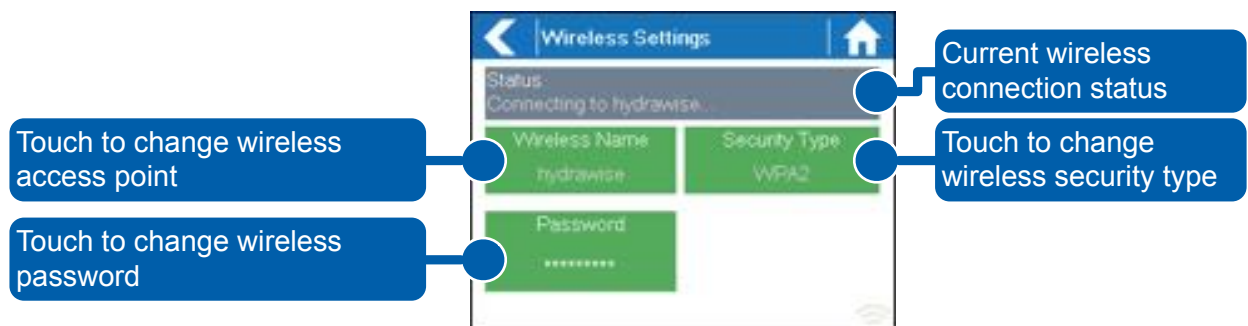 Wireless Settings
Status
Connecting to hydrawise...
Current wireless
connection status
Touch to change wireless
access point
Wireless Name
hydrawise
Security Type
WPA2
Touch to change
wireless security type
Touch to change wireless
password
Password
*********